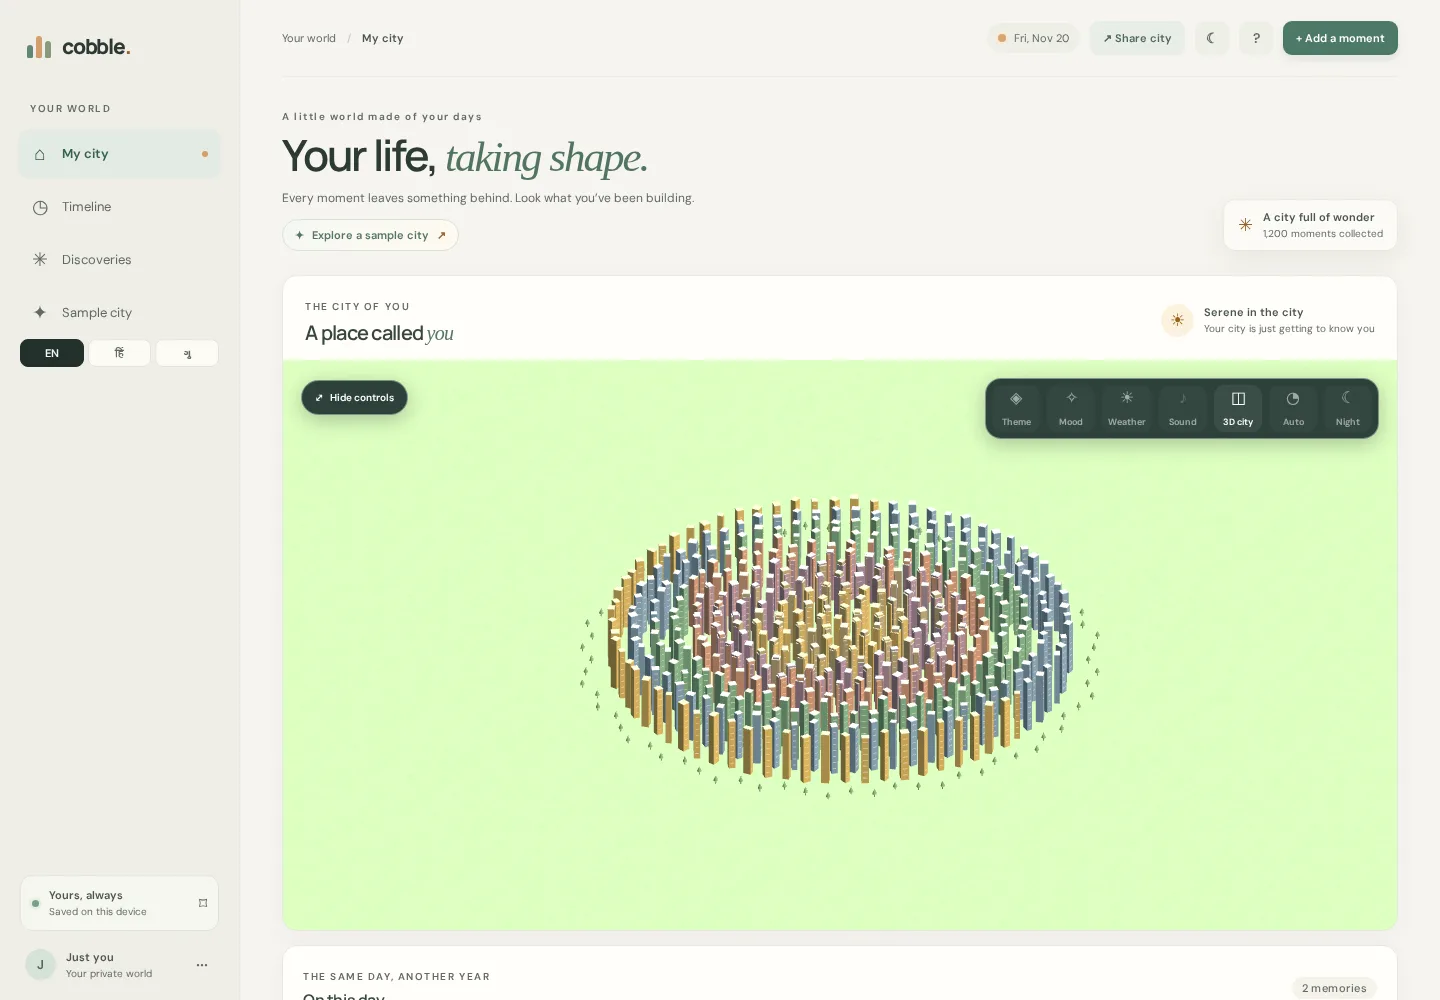 cobble.
YOUR WORLD
My city
Timeline
Discoveries
Sample city
EN
हिं
ગુ
Yours, always
Saved on this device
J
Just you
Your private world
Your world / My city
Fri, Nov 20
Share city
?
+ Add a moment
A little world made of your days
Your life, taking shape.
Every moment leaves something behind. Look what you’ve been building.
Explore a sample city
A city full of wonder
1,200 moments collected
THE CITY OF YOU
A place called you
Serene in the city
Your city is just getting to know you
Hide controls
Theme
Mood
Weather
Sound
3D city
Auto
Night
THE SAME DAY, ANOTHER YEAR
On this day
2 memories